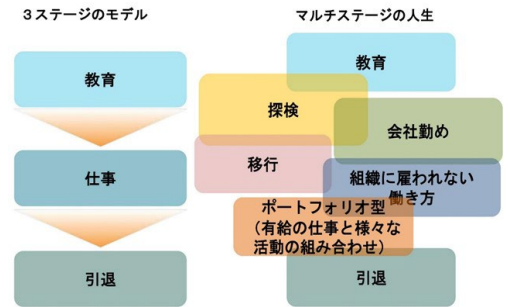 3ステージのモデル
教育
仕事
引退
マルチステージの人生
教育
探検
会社勤め
移行
組織に雇われない
働き方
ポートフォリオ型
(有給の仕事と様々な
活動の組み合わせ)
引退